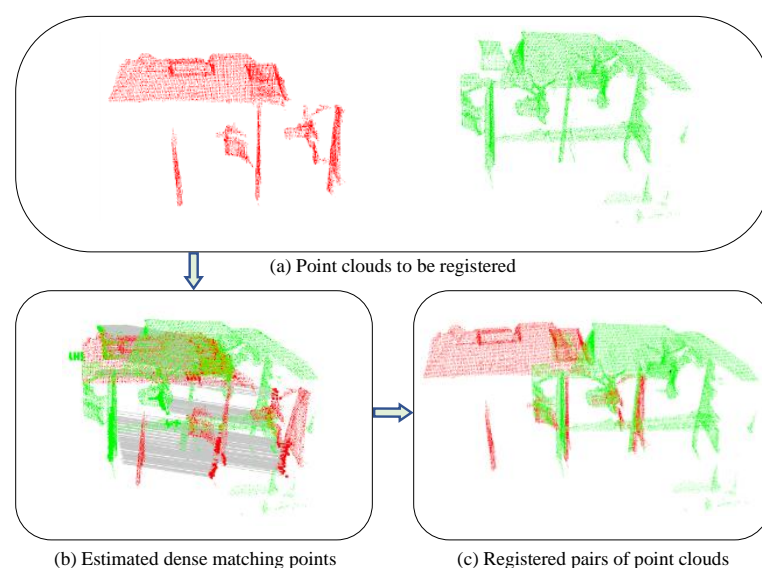 (a) Point clouds to be registered
(b) Estimated dense matching points
(c) Registered pairs of point clouds